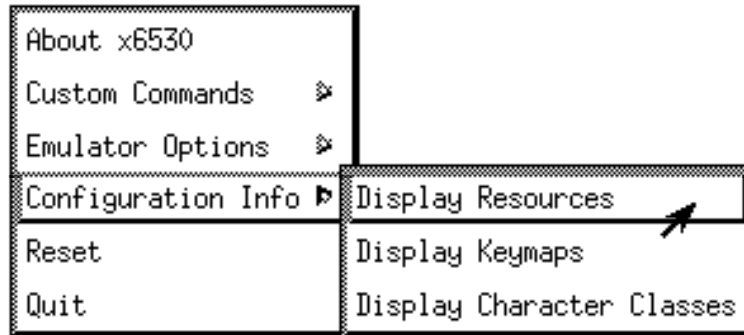 About x6530
Custom Commands
Emulator Options
Configuration Info
Reset
Quit
Display Resources
Display Keymaps
Display Character Classes